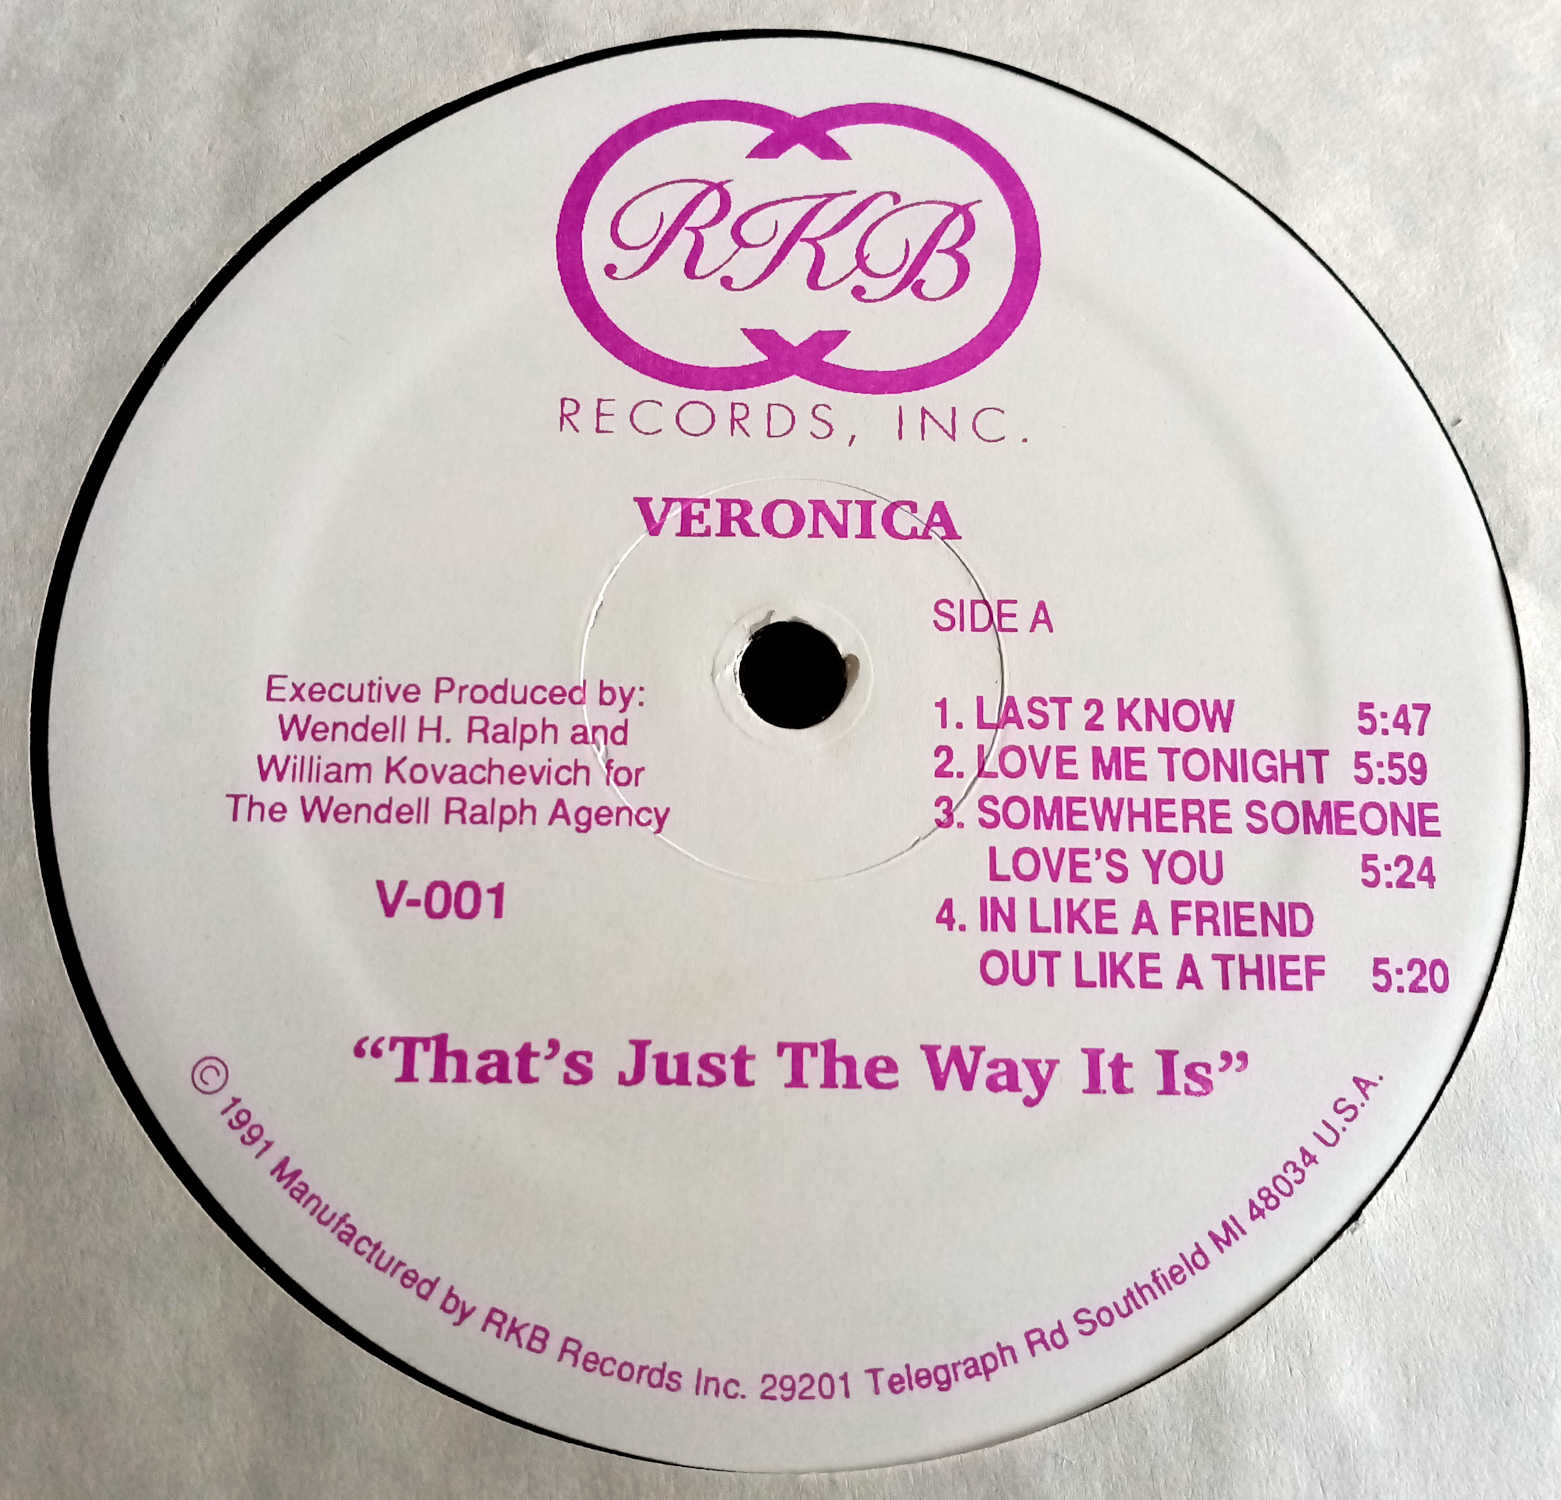 RKB
RECORDS, INC.
VERONICA
SIDE A
Executive Produced by:
Wendell H. Ralph and
William Kovachevich for
The Wendell Ralph Agency
V-001
1. LAST 2 KNOW 5:47
2. LOVE ME TONIGHT 5:59
3. SOMEWHERE SOMEONE
LOVE'S YOU 5:24
4. IN LIKE A FRIEND
OUT LIKE A THIEF 5:20
“That’s Just The Way It Is”
© 1991 Manufactured by RKB Records Inc. 29201 Telegraph Rd Southfield MI 48034 U.S.A.